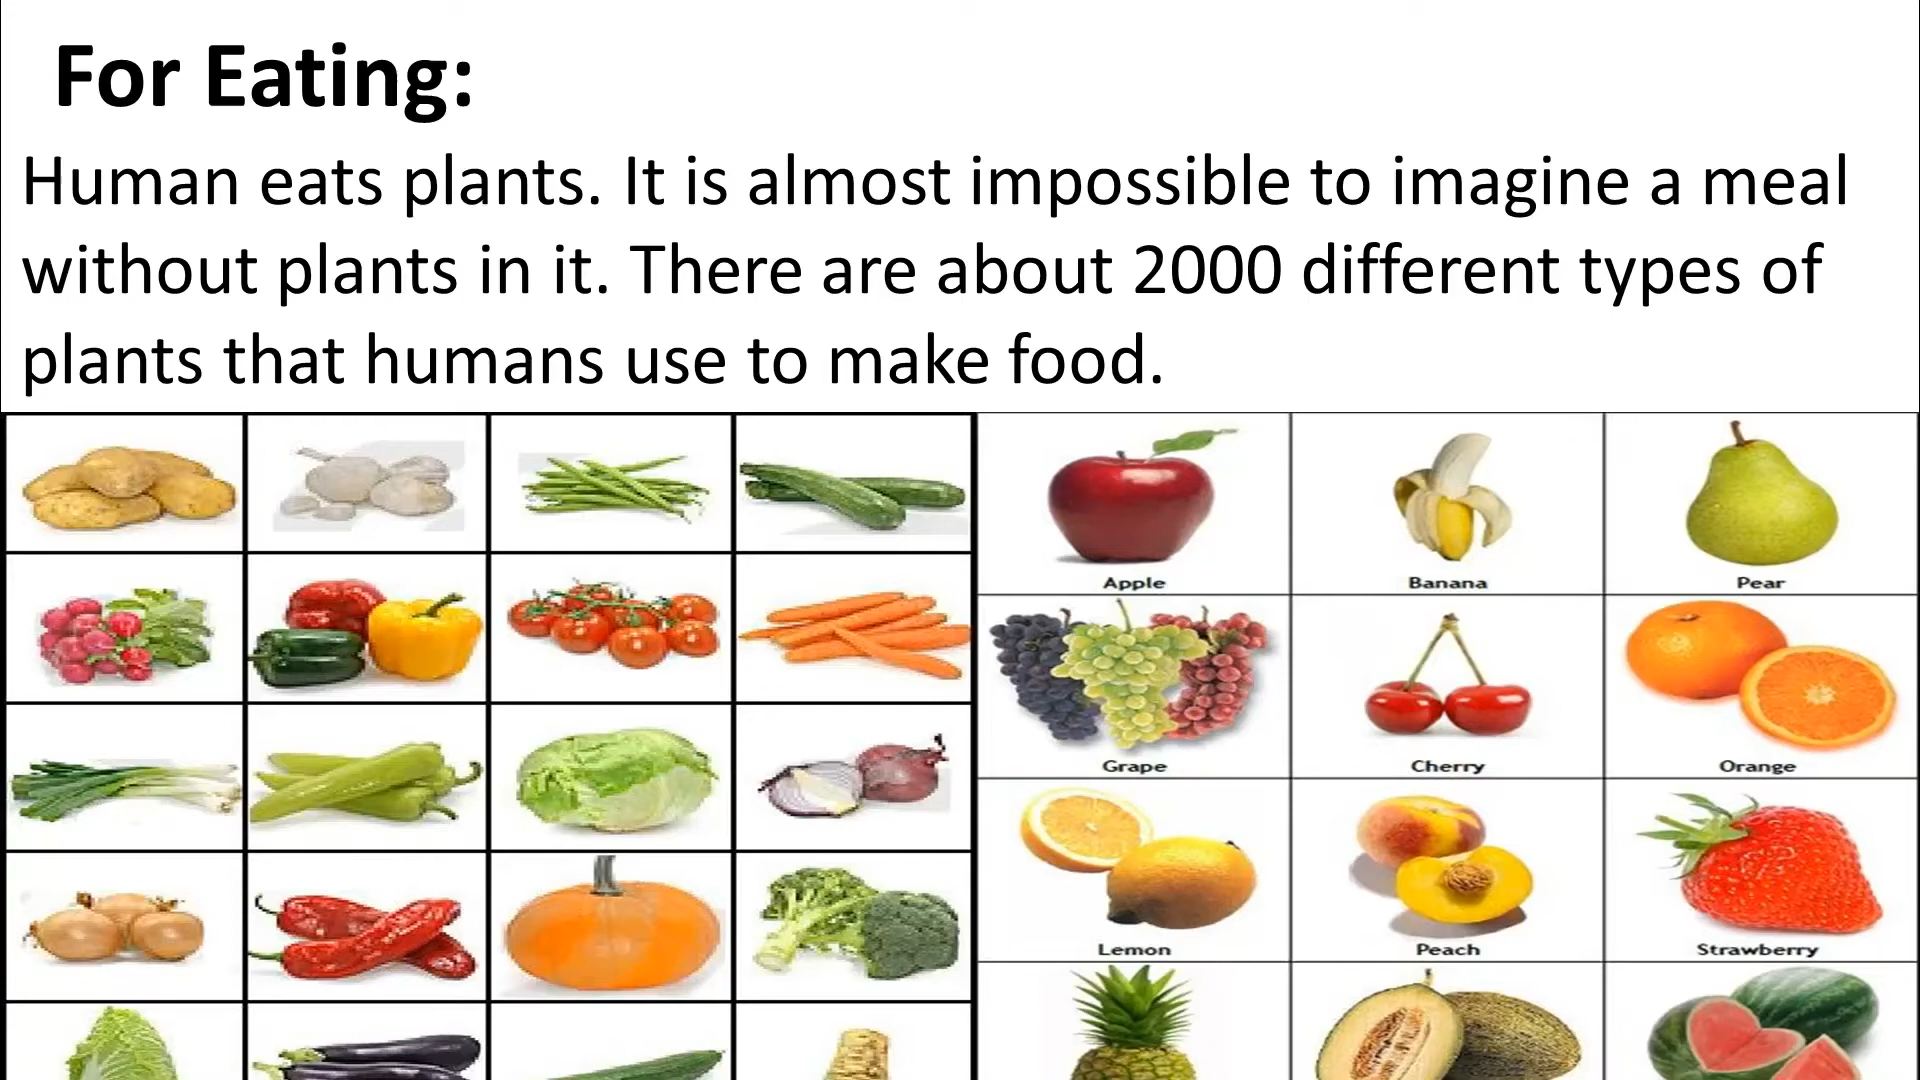 For Eating:
Human eats plants. It is almost impossible to imagine a meal
without plants in it. There are about 2000 different types of
plants that humans use to make food.
Apple
Banana
Pear
Grape
Cherry
Orange
Lemon
Peach
Strawberry